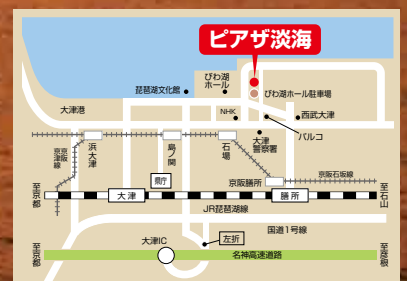 ピアザ淡海
琵琶湖文化館
びわ湖
ホール
びわ湖ホール駐車場
大津港
NHK
西武大津
パルコ
大津
警察署
京阪
京津線
浜大津
島ノ関
石場
京阪膳所
京阪石坂線
県庁
至京都
大津
膳所
至石山
JR琵琶湖線
国道1号線
大津IC
左折
至京都
名神高速道路
至彦根